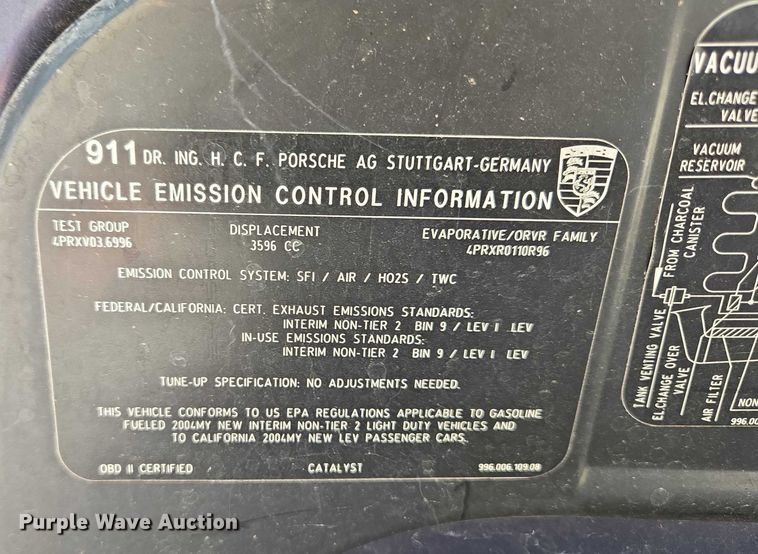 911 DR. ING. H. C. F. PORSCHE AG STUTTGART-GERMANY
VEHICLE EMISSION CONTROL INFORMATION
TEST GROUP
4PRXV03.6996
DISPLACEMENT
3596 CC
EVAPORATIVE/ORVR FAMILY
4PRXR0110R96
EMISSION CONTROL SYSTEM: SFI / AIR / HO2S / TWC
FEDERAL/CALIFORNIA: CERT. EXHAUST EMISSIONS STANDARDS:
INTERIM NON-TIER 2 BIN 9 / LEV I LEV
IN-USE EMISSIONS STANDARDS:
INTERIM NON-TIER 2 BIN 9 / LEV I LEV
TUNE-UP SPECIFICATION: NO ADJUSTMENTS NEEDED.
THIS VEHICLE CONFORMS TO US EPA REGULATIONS APPLICABLE TO GASOLINE
FUELED 2004MY NEW INTERIM NON-TIER 2 LIGHT DUTY VEHICLES AND
TO CALIFORNIA 2004MY NEW LEV PASSENGER CARS.
OBD II CERTIFIED
CATALYST
996.006.109.08
VACUU
EL.CHANGE
VALVE
VACUUM
RESERVOIR
FROM CHARCOAL
CANISTER
TANK VENTING VALVE
EL.CHANGE OVER
VALVE
AIR FILTER
NON
996.00
Purple Wave Auction